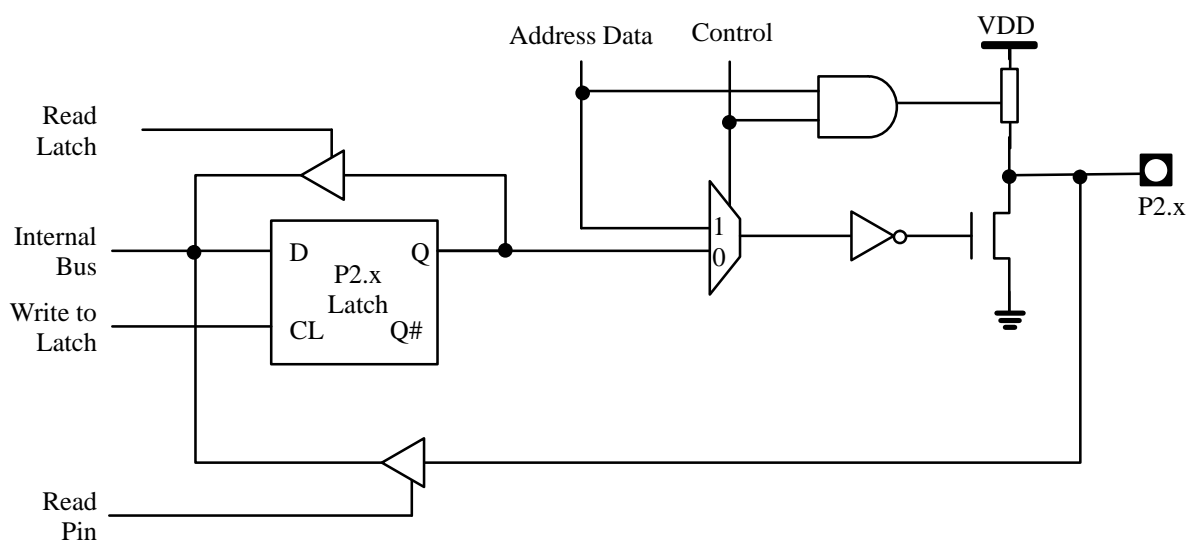 Address Data
Control
VDD
Read
Latch
1
0
P2.x
Internal
Bus
D
Q
P2.x
Latch
Write to
Latch
CL
Q#
Read
Pin